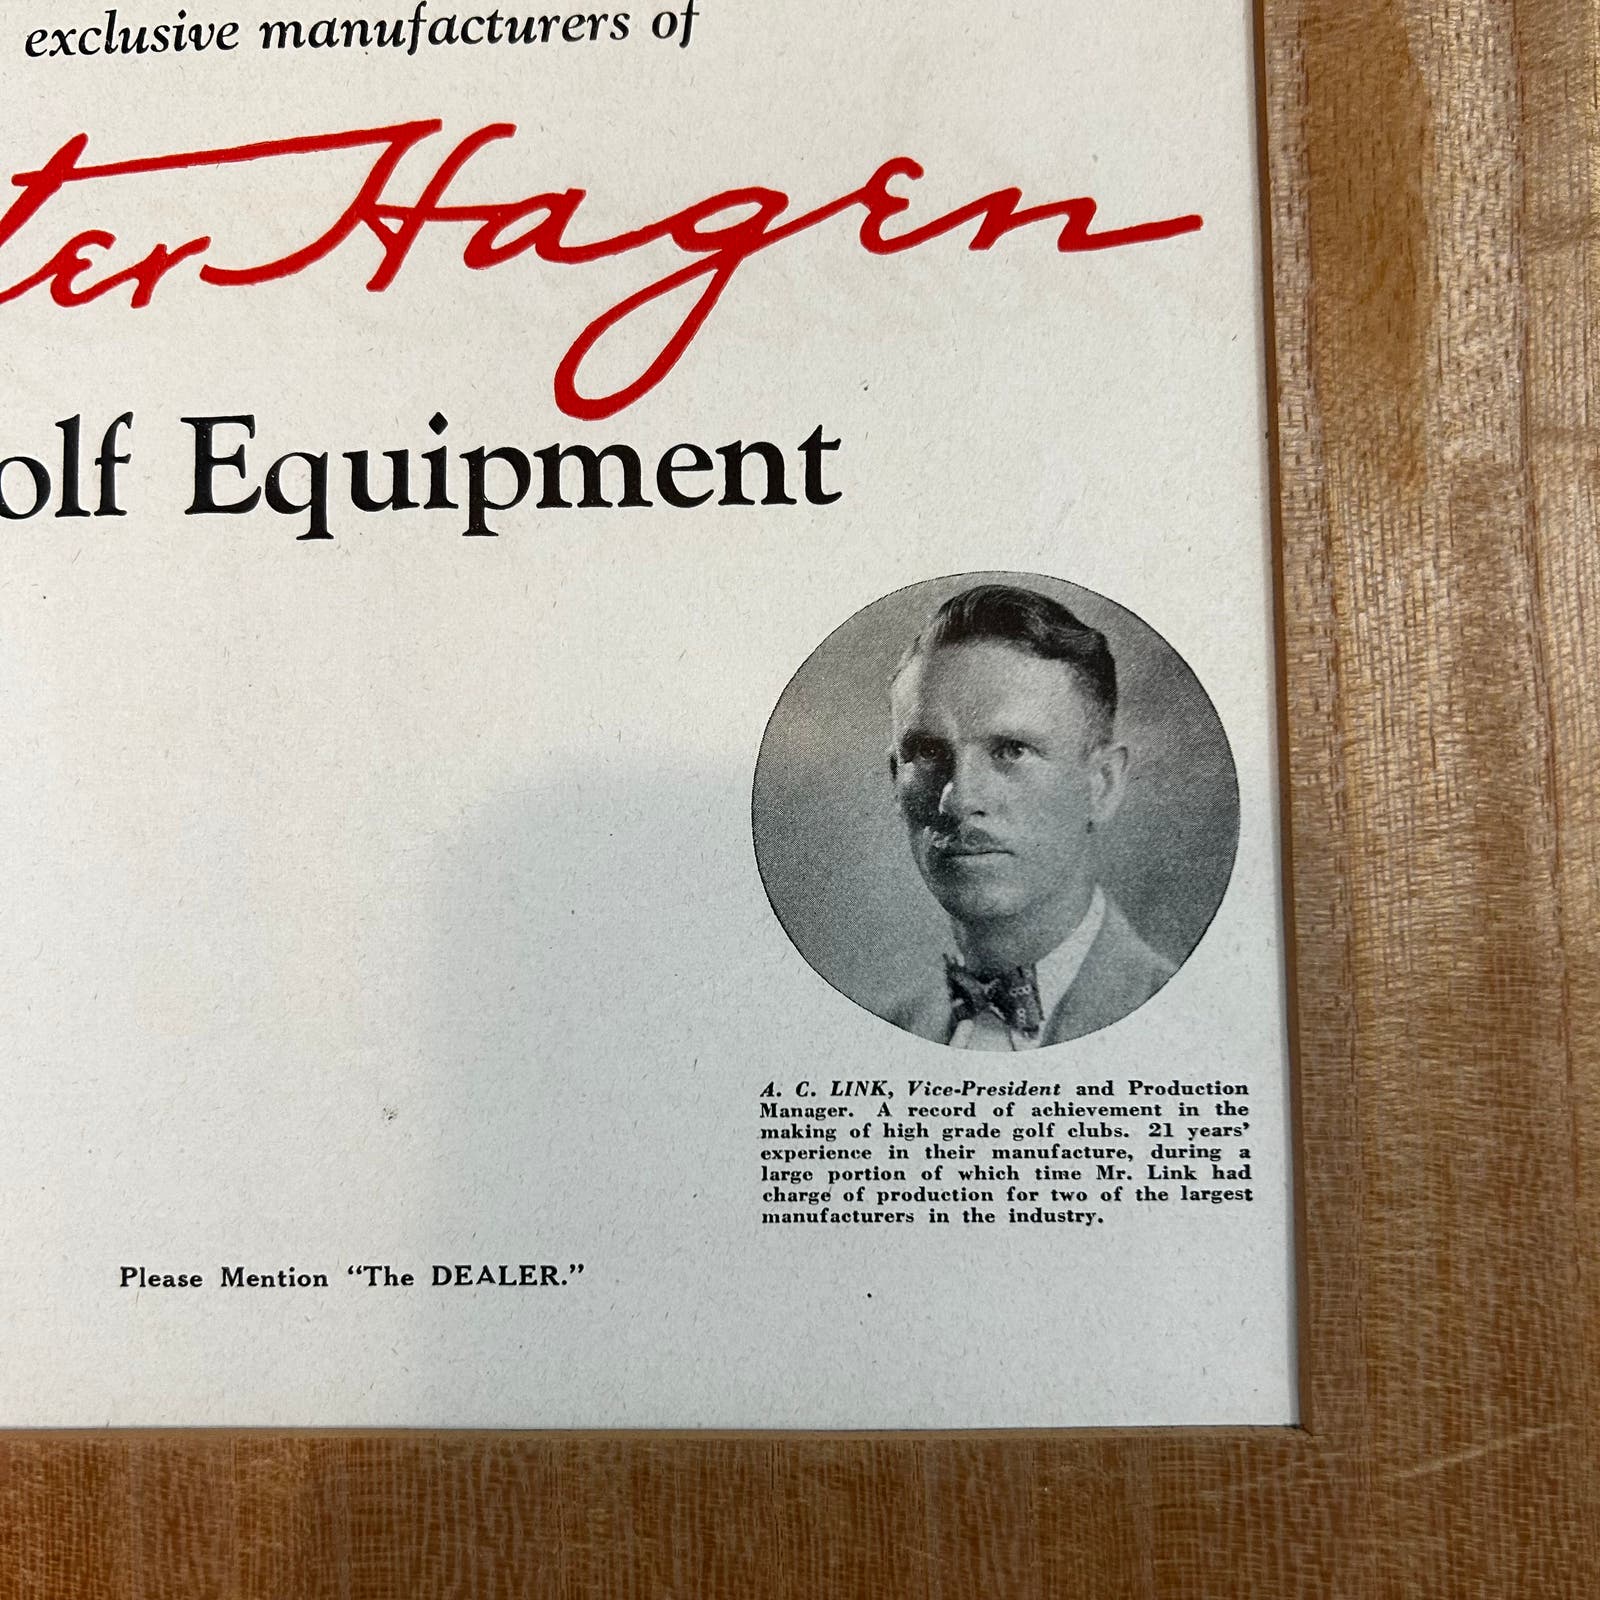 exclusive manufacturers of
ter Hagen
olf Equipment
A. C. LINK, Vice-President and Production
Manager. A record of achievement in the
making of high grade golf clubs. 21 years'
experience in their manufacture, during a
large portion of which time Mr. Link had
charge of production for two of the largest
manufacturers in the industry.
Please Mention “The DEALER.”